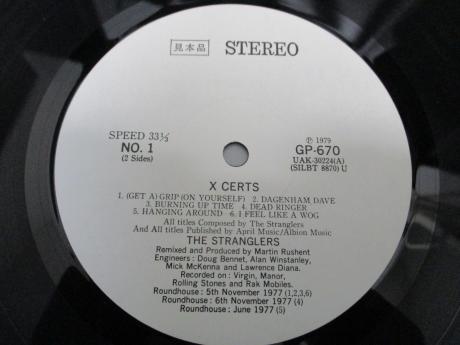 見本品 STEREO
SPEED 33⅓
NO. 1
(2 Sides)
Ⓟ 1979
GP-670
UAK-30224(A)
(SILBT 8870) U
X CERTS
1. (GET A) GRIP (ON YOURSELF) 2. DAGENHAM DAVE
3. BURNING UP TIME 4. DEAD RINGER
5. HANGING AROUND 6. I FEEL LIKE A WOG
All titles Composed by The Stranglers
And All titles Published by April Music/Albion Music
THE STRANGLERS
Remixed and Produced by Martin Rushent
Engineers : Doug Bennet, Alan Winstanley,
Mick McKenna and Lawrence Diana.
Recorded on : Virgin, Manor,
Rolling Stones and Rak Mobiles.
Roundhouse : 5th November 1977 (1,2,3,6)
Roundhouse : 6th November 1977 (4)
Roundhouse : June 1977 (5)